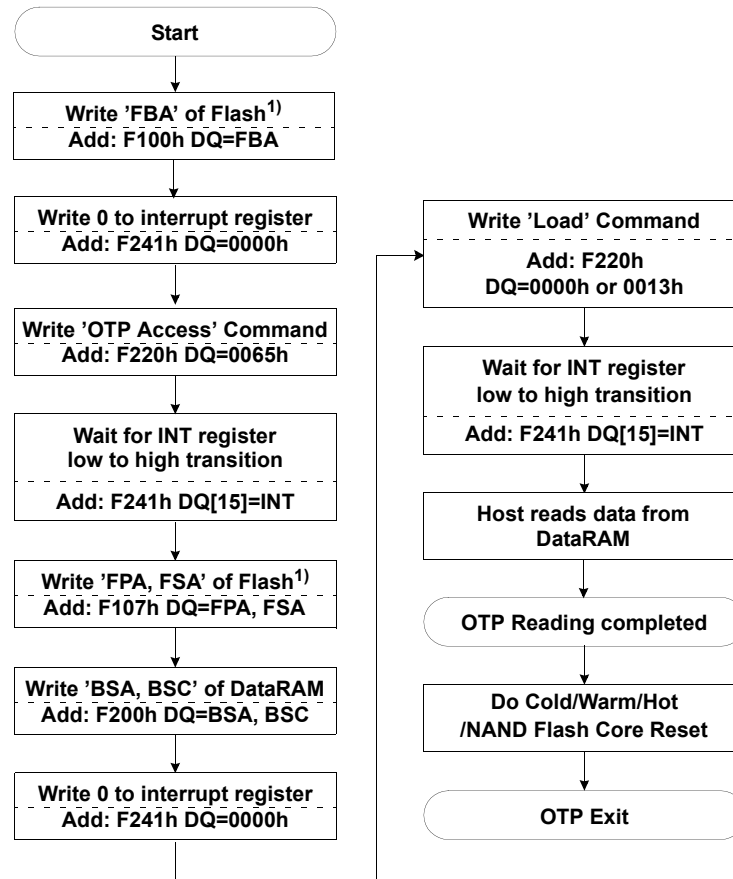 Start
Write ’FBA’ of Flash1)
Add: F100h DQ=FBA
Write 0 to interrupt register
Add: F241h DQ=0000h
Write ’OTP Access’ Command
Add: F220h DQ=0065h
Wait for INT register
low to high transition
Add: F241h DQ[15]=INT
Write ’FPA, FSA’ of Flash1)
Add: F107h DQ=FPA, FSA
Write ’BSA, BSC’ of DataRAM
Add: F200h DQ=BSA, BSC
Write 0 to interrupt register
Add: F241h DQ=0000h
Write ’Load’ Command
Add: F220h
DQ=0000h or 0013h
Wait for INT register
low to high transition
Add: F241h DQ[15]=INT
Host reads data from
DataRAM
OTP Reading completed
Do Cold/Warm/Hot
/NAND Flash Core Reset
OTP Exit